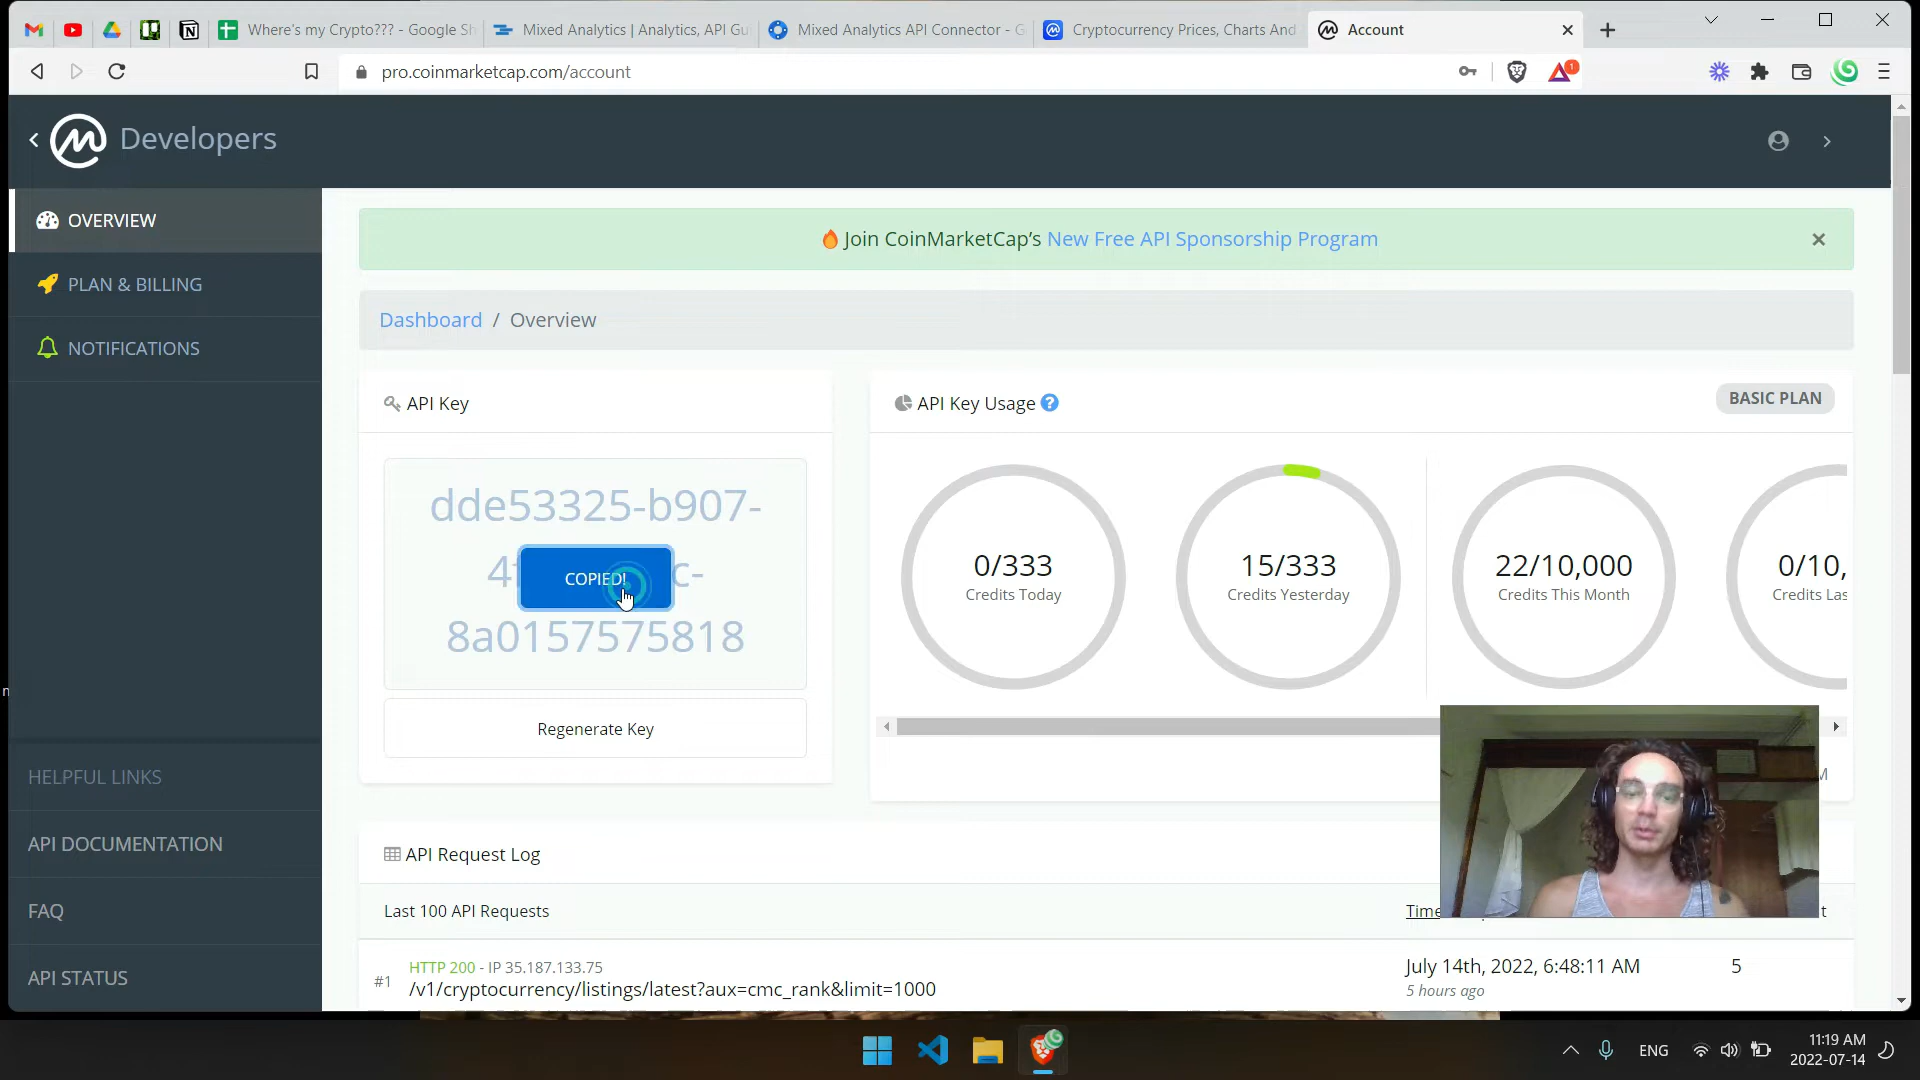 Where's my Crypto??? - Google Sh
Mixed Analytics | Analytics, API Gu
Mixed Analytics API Connector - G
Cryptocurrency Prices, Charts And
Account
pro.coinmarketcap.com/account
1
Developers
OVERVIEW
PLAN & BILLING
NOTIFICATIONS
HELPFUL LINKS
API DOCUMENTATION
FAQ
API STATUS
Join CoinMarketCap's New Free API Sponsorship Program
Dashboard / Overview
API Key
dde53325-b907-
COPIED!
8a0157575818
Regenerate Key
API Key Usage
BASIC PLAN
0/333
Credits Today
15/333
Credits Yesterday
22/10,000
Credits This Month
0/10,
Credits Las
API Request Log
Last 100 API Requests
Time
#1
HTTP 200 - IP 35.187.133.75
/v1/cryptocurrency/listings/latest?aux=cmc_rank&limit=1000
July 14th, 2022, 6:48:11 AM
5 hours ago
5
ENG
11:19 AM
2022-07-14